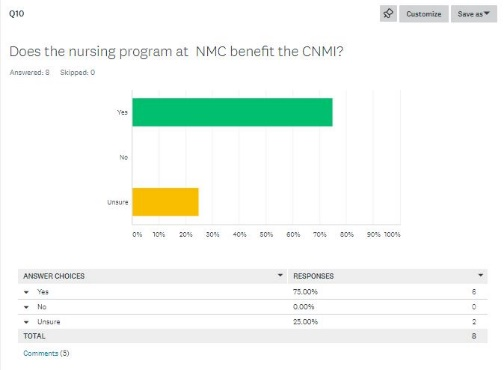 Q10
Customize Save as
Does the nursing program at NMC benefit the CNMI?
Answered: 8 Skipped: 0
Yes
No
Unsure
0% 10% 20% 30% 40% 50% 60% 70% 80% 90% 100%
ANSWER CHOICES RESPONSES
Yes 75.00% 6
No 0.00% 0
Unsure 25.00% 2
TOTAL 8
Comments (5)